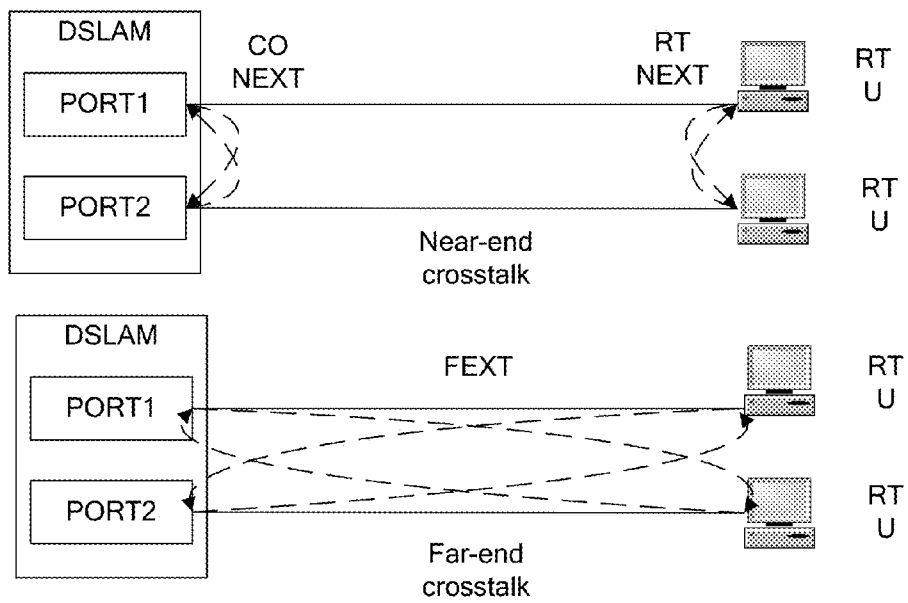 DSLAM
CO
NEXT
RT
NEXT
RT
U
PORT1
PORT2
RT
U
Near-end
crosstalk
DSLAM
FEXT
RT
U
PORT1
PORT2
RT
U
Far-end
crosstalk